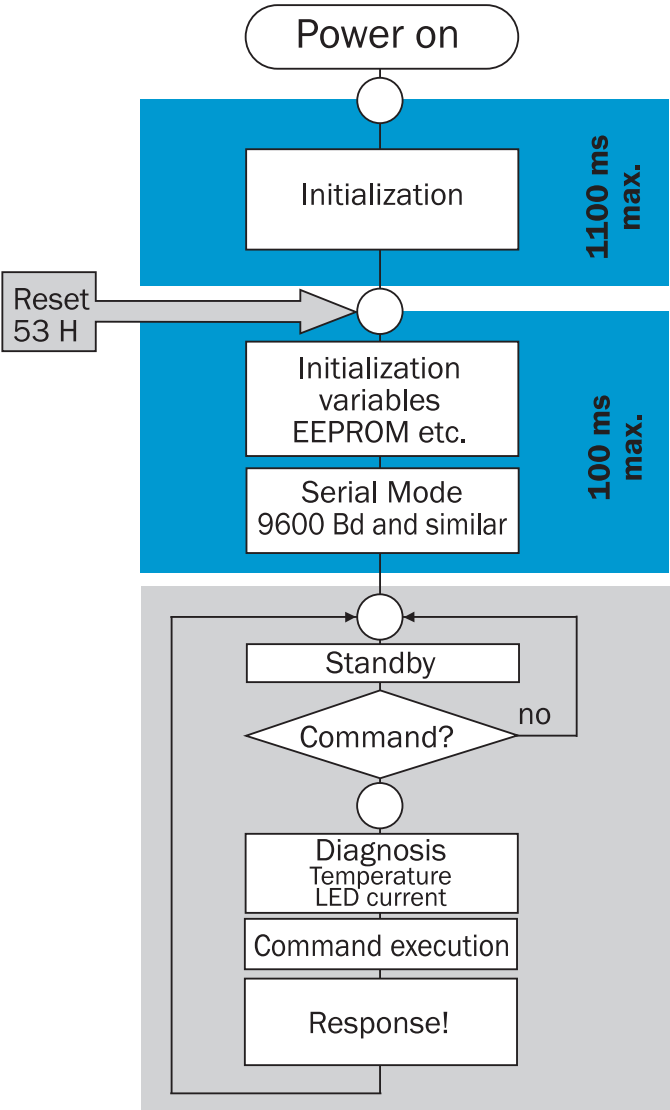 Power on
Initialization
1100 ms
max.
Reset
53 H
Initialization
variables
EEPROM etc.
Serial Mode
9600 Bd and similar
100 ms
max.
Standby
Command?
no
Diagnosis
Temperature
LED current
Command execution
Response!